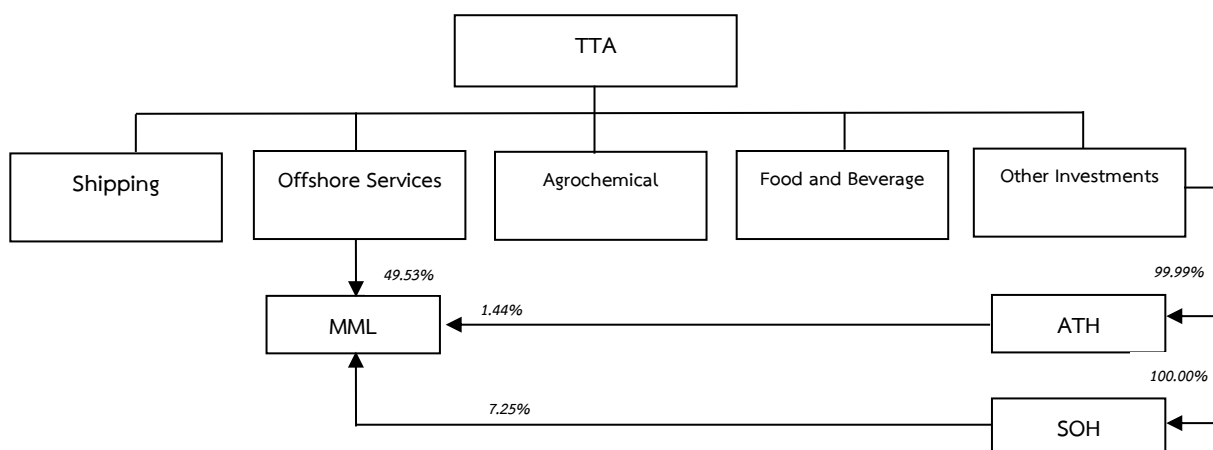 TTA
Shipping
Offshore Services
Agrochemical
Food and Beverage
Other Investments
49.53%
99.99%
MML
1.44%
ATH
100.00%
7.25%
SOH